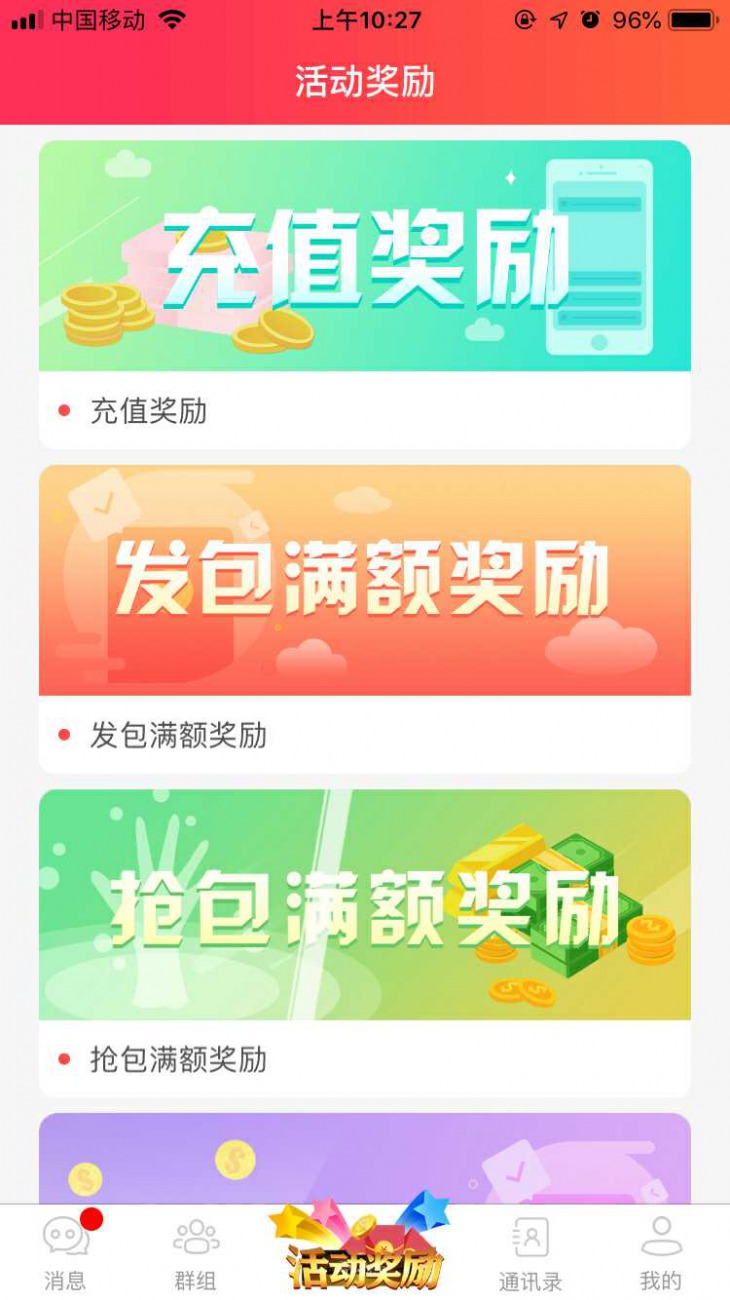 中国移动
上午10:27
96%
活动奖励
充值奖励
充值奖励
发包满额奖励
发包满额奖励
抢包满额奖励
抢包满额奖励
消息
群组
活动奖励
通讯录
我的